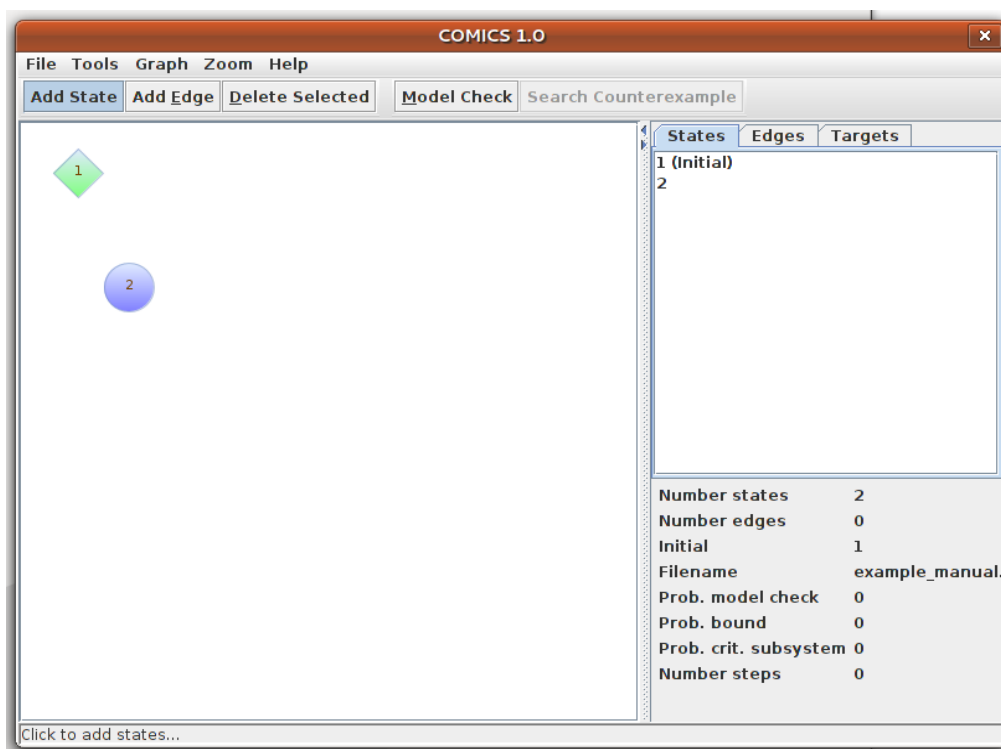 COMICS 1.0
File Tools Graph Zoom Help
Add State Add Edge Delete Selected Model Check Search Counterexample
States Edges Targets
1 (Initial)
2
1
2
Number states 2
Number edges 0
Initial 1
Filename example_manual.
Prob. model check 0
Prob. bound 0
Prob. crit. subsystem 0
Number steps 0
Click to add states...